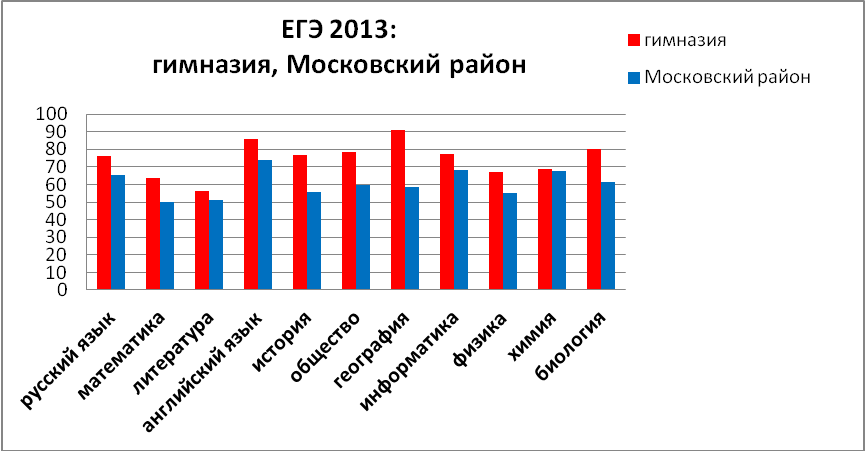 ЕГЭ 2013:
гимназия, Московский район
гимназия
Московский район
100
90
80
70
60
50
40
30
20
10
0
русский язык
математика
литература
английский язык
история
общество
география
информатика
физика
химия
биология